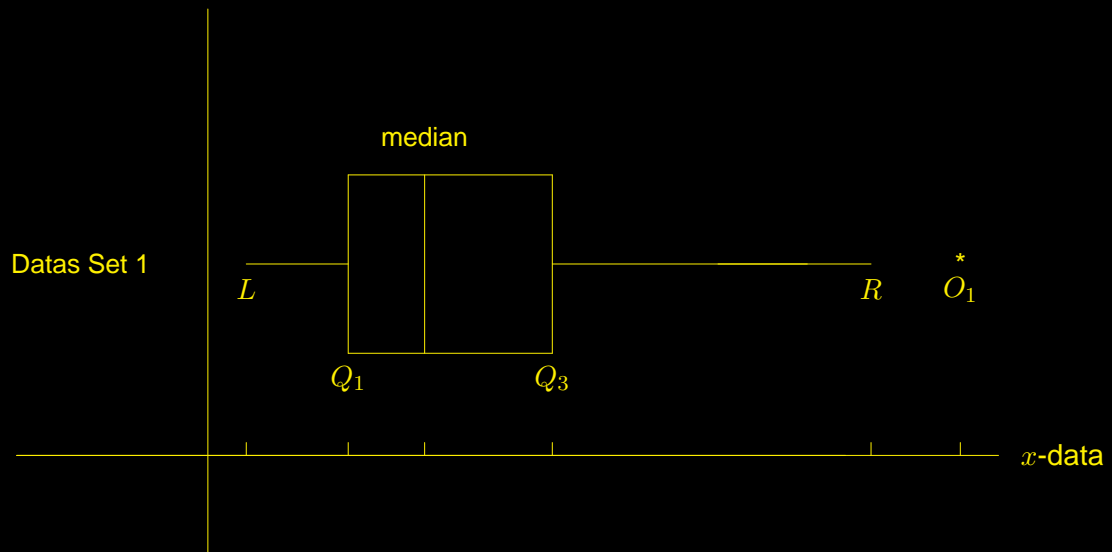 median
Datas Set 1
*
L
R
O₁
Q₁
Q₃
x-data